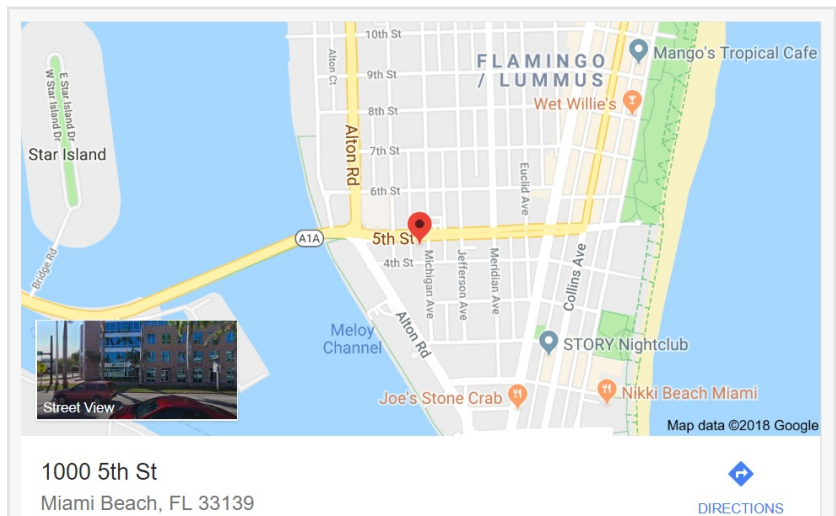 10th St
Alton Ct
FLAMINGO
/ LUMMUS
Mango's Tropical Cafe
9th St
Wet Willie's
E Star Island Dr
W Star Island Dr
8th St
Star Island
Alton Rd
7th St
Euclid Ave
6th St
A1A
5th St
4th St
Bridge Rd
Michigan Ave
Jefferson Ave
Meridian Ave
Collins Ave
Meloy
Channel
Alton Rd
STORY Nightclub
Joe's Stone Crab
Nikki Beach Miami
Street View
Map data ©2018 Google
1000 5th St
Miami Beach, FL 33139
DIRECTIONS